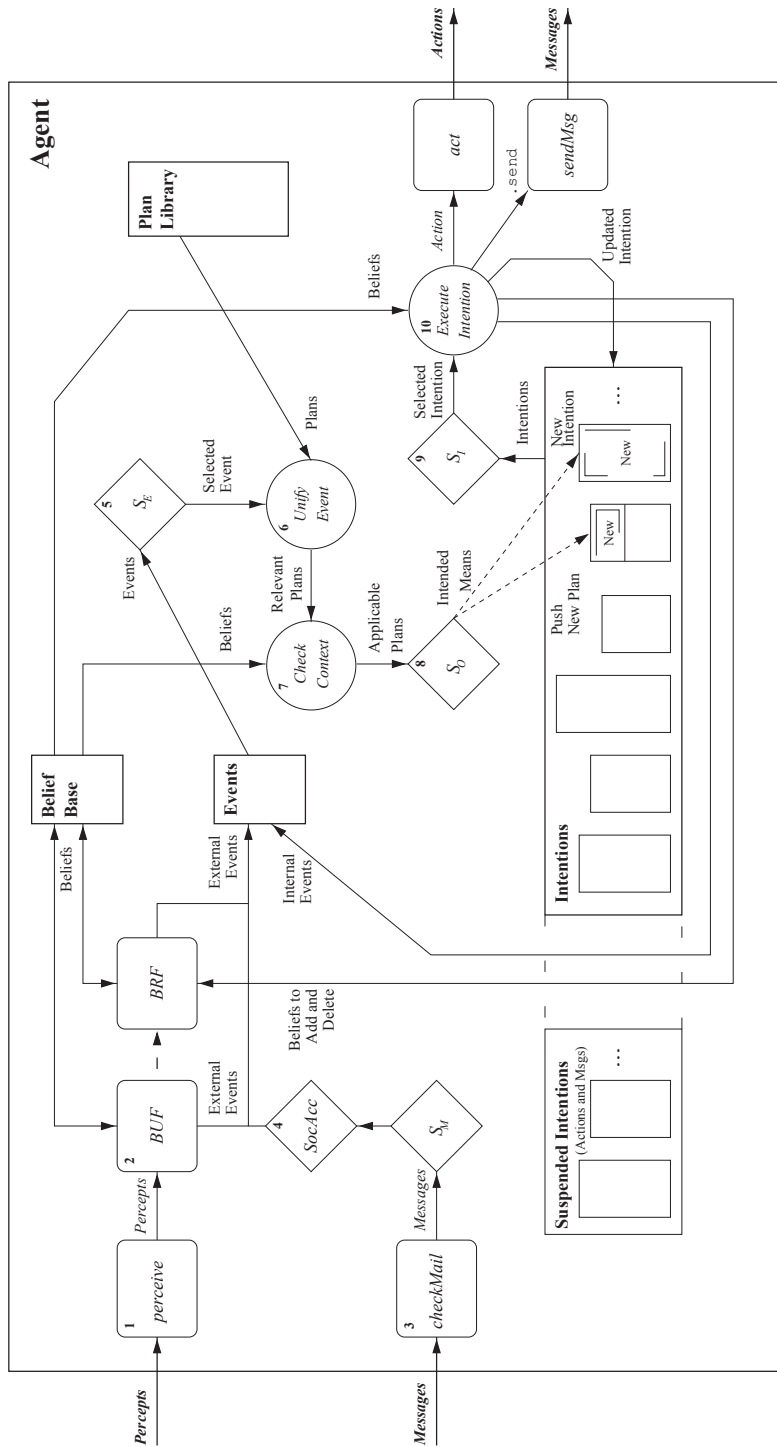 Agent
Percepts
1
perceive
Percepts
2
BUF
BRF
Beliefs
Belief
Base
Beliefs
Beliefs
Plan
Library
Plans
External
Events
External
Events
Internal
Events
Events
Events
5
S_E
Selected
Event
6
Unify
Event
Relevant
Plans
7
Check
Context
Applicable
Plans
8
S_O
Intended
Means
Messages
3
checkMail
Messages
S_M
4
SocAcc
Beliefs to
Add and
Delete
9
S_I
Selected
Intention
Intentions
10
Execute
Intention
Action
act
Actions
.send
sendMsg
Messages
Updated
Intention
Suspended Intentions
(Actions and Msgs)
...
Intentions
Push
New Plan
New
New
Intention
New
...